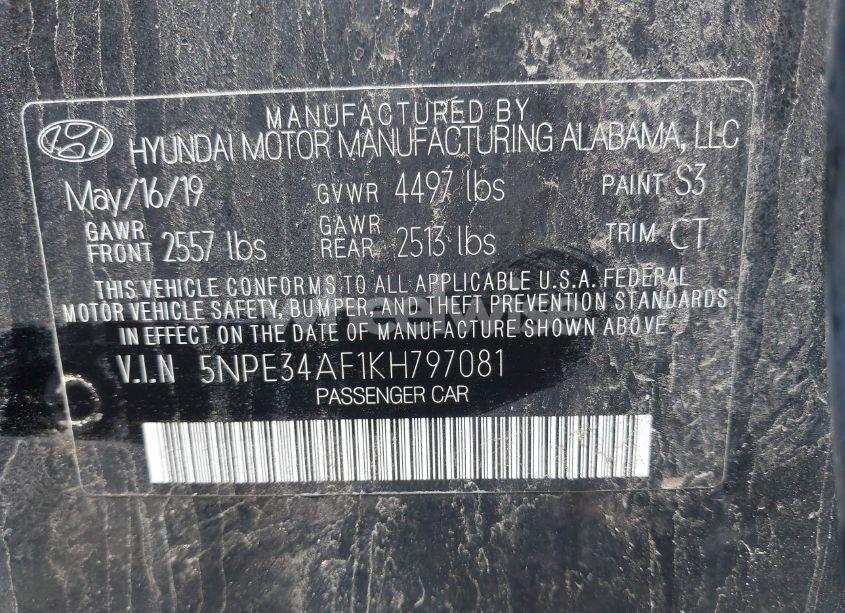 MANUFACTURED BY
HYUNDAI MOTOR MANUFACTURING ALABAMA, LLC
May/16/19 GVWR 4497 lbs PAINT S3
GAWR FRONT 2557 lbs GAWR REAR 2513 lbs TRIM CT
THIS VEHICLE CONFORMS TO ALL APPLICABLE U.S.A. FEDERAL
MOTOR VEHICLE SAFETY, BUMPER, AND THEFT PREVENTION STANDARDS
IN EFFECT ON THE DATE OF MANUFACTURE SHOWN ABOVE
V.I.N 5NPE34AF1KH797081
PASSENGER CAR